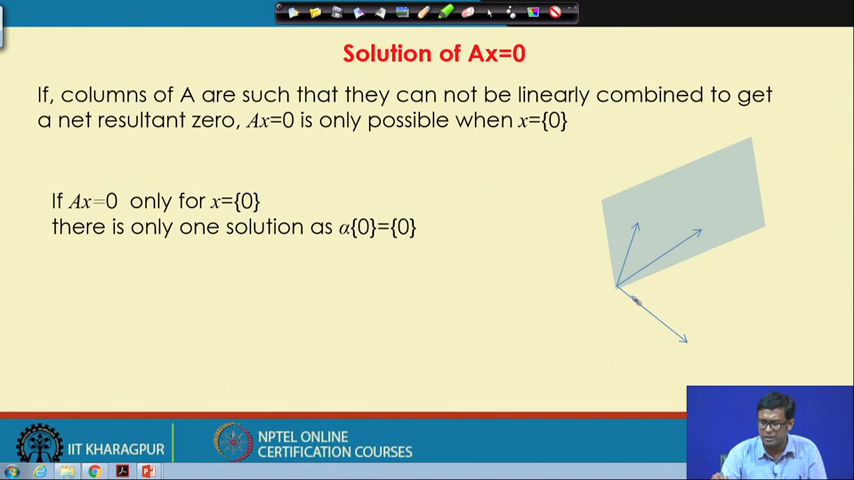 Solution of Ax=0
If, columns of A are such that they can not be linearly combined to get
a net resultant zero, Ax=0 is only possible when x={0}
If Ax=0 only for x={0}
there is only one solution as α{0}={0}
IIT KHARAGPUR
NPTEL ONLINE
CERTIFICATION COURSES